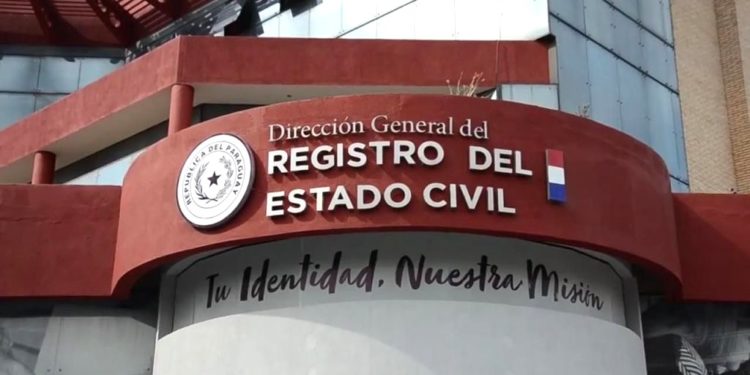 Dirección General del
REGISTRO DEL
ESTADO CIVIL
REPUBLICA DEL PARAGUAY
Tu Identidad, Nuestra Misión